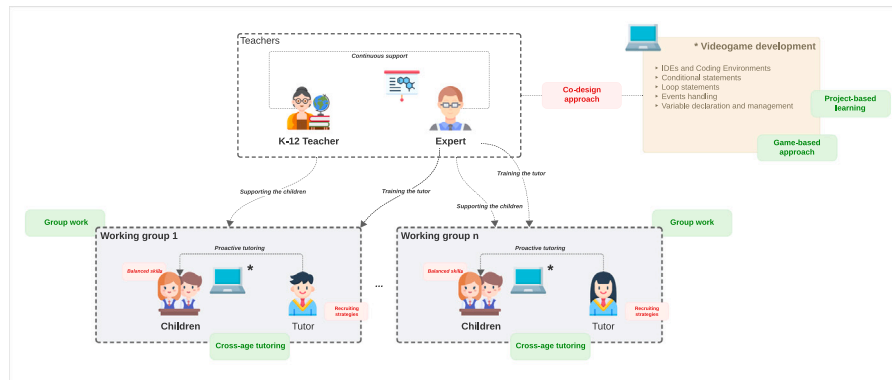 Teachers
Continuous support
K-12 Teacher
Expert
Co-design
approach
* Videogame development
IDEs and Coding Environments
Conditional statements
Loop statements
Events handling
Variable declaration and management
Project-based
learning
Game-based
approach
Supporting the children
Training the tutor
Supporting the children
Training the tutor
Group work
Working group 1
Proactive tutoring
Balanced skills
*
Recruiting
strategies
Children
Tutor
Cross-age tutoring
...
Group work
Working group n
Proactive tutoring
Balanced skills
*
Recruiting
strategies
Children
Tutor
Cross-age tutoring